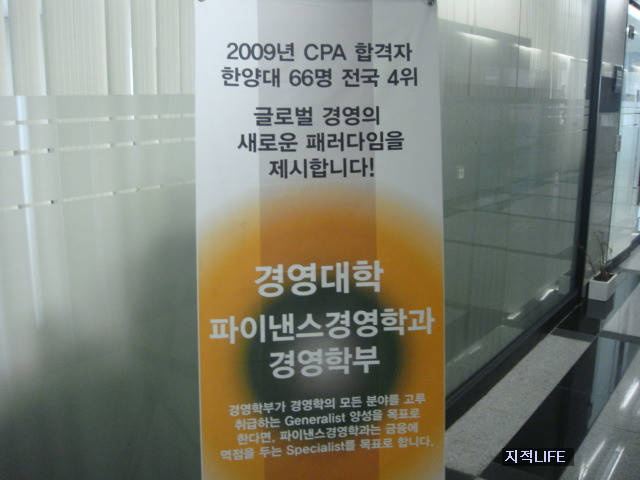 2009년 CPA 합격자
한양대 66명 전국 4위
글로벌 경영의
새로운 패러다임을
제시합니다!
경영대학
파이낸스경영학과
경영학부
경영학부가 경영학의 모든 분야를 고루
취급하는 Generalist 양성을 목표로
한다면, 파이낸스경영학과는 금융에
역점을 두는 Specialist를 목표로 합니다.
지적LIFE